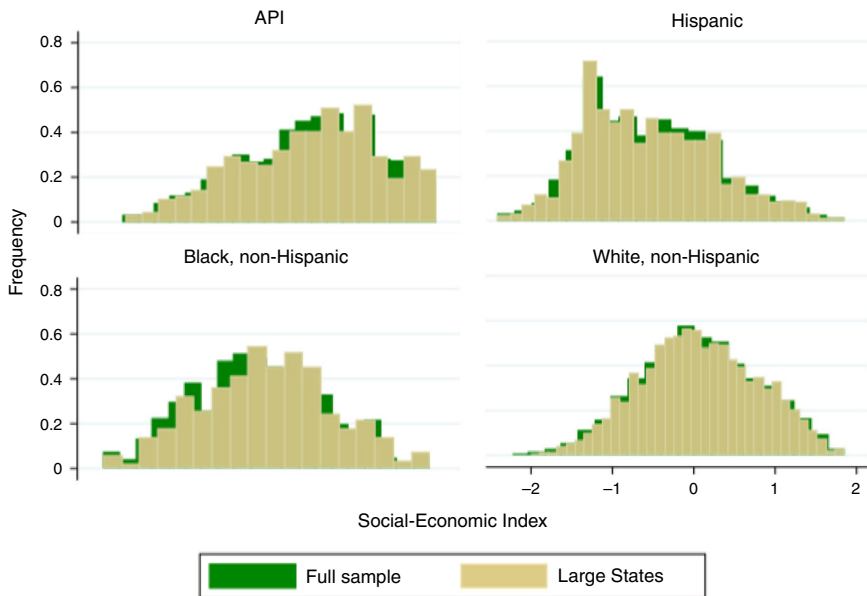 API
Hispanic
0.8
0.6
0.4
0.2
0
Frequency
Black, non-Hispanic
White, non-Hispanic
0.8
0.6
0.4
0.2
0
−2 −1 0 1 2
Social-Economic Index
Full sample Large States